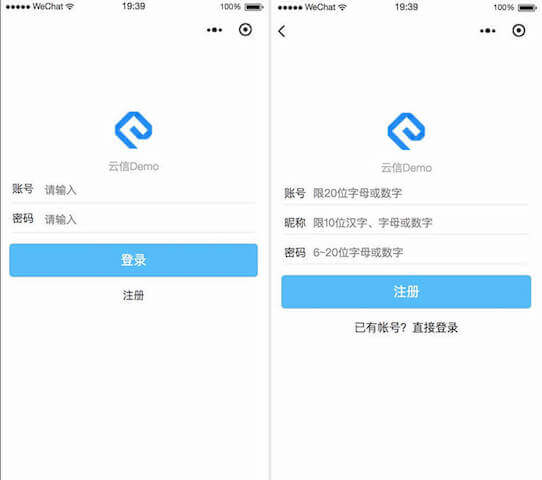 WeChat 19:39 100%
云信Demo
账号 请输入
密码 请输入
登录
注册
WeChat 19:39 100%
云信Demo
账号 限20位字母或数字
昵称 限10位汉字、字母或数字
密码 6~20位字母或数字
注册
已有帐号？直接登录